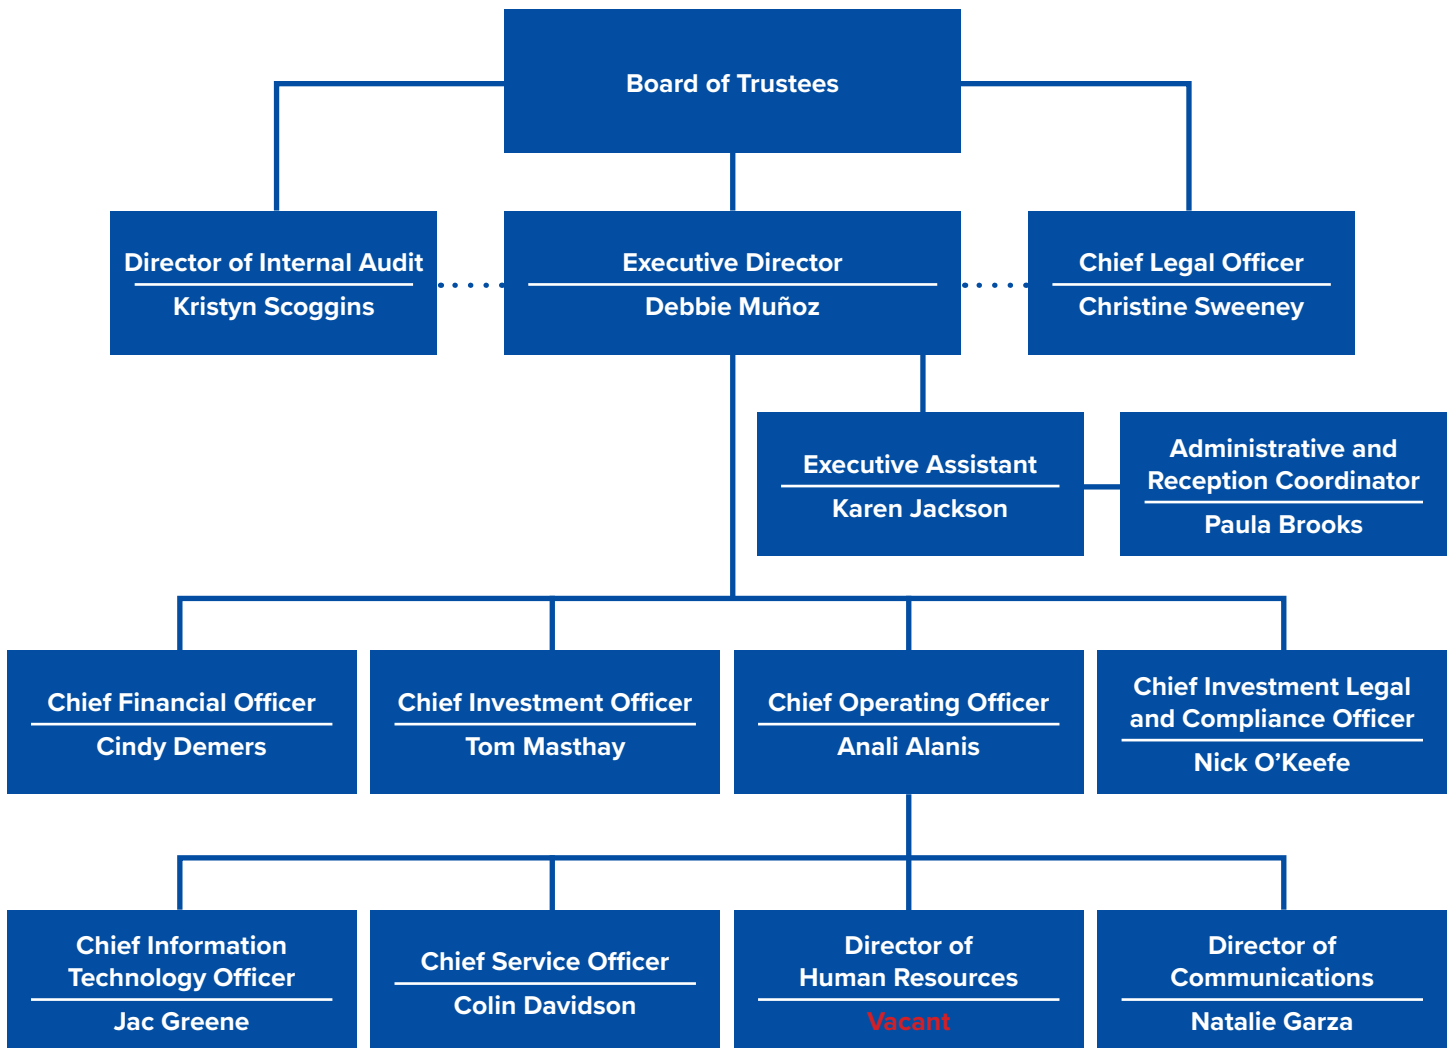 Board of Trustees
Director of Internal Audit
Kristyn Scoggins
Executive Director
Debbie Muñoz
Chief Legal Officer
Christine Sweeney
Executive Assistant
Karen Jackson
Administrative and
Reception Coordinator
Paula Brooks
Chief Financial Officer
Cindy Demers
Chief Investment Officer
Tom Masthay
Chief Operating Officer
Anali Alanis
Chief Investment Legal
and Compliance Officer
Nick O’Keefe
Chief Information
Technology Officer
Jac Greene
Chief Service Officer
Colin Davidson
Director of
Human Resources
Vacant
Director of
Communications
Natalie Garza